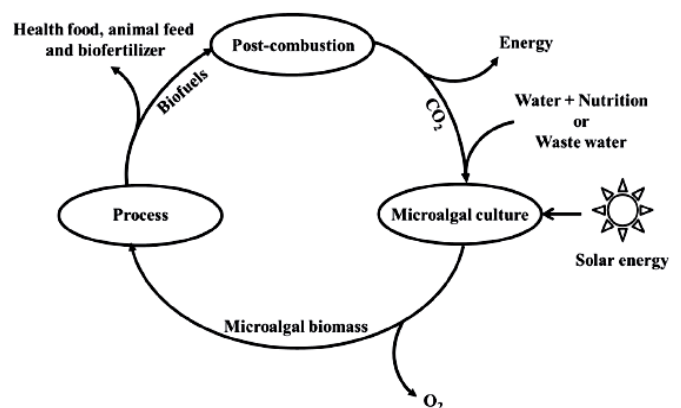 Health food, animal feed
and biofertilizer
Post-combustion
Energy
Biofuels
CO₂
Water + Nutrition
or
Waste water
Process
Microalgal culture
Solar energy
Microalgal biomass
O₂